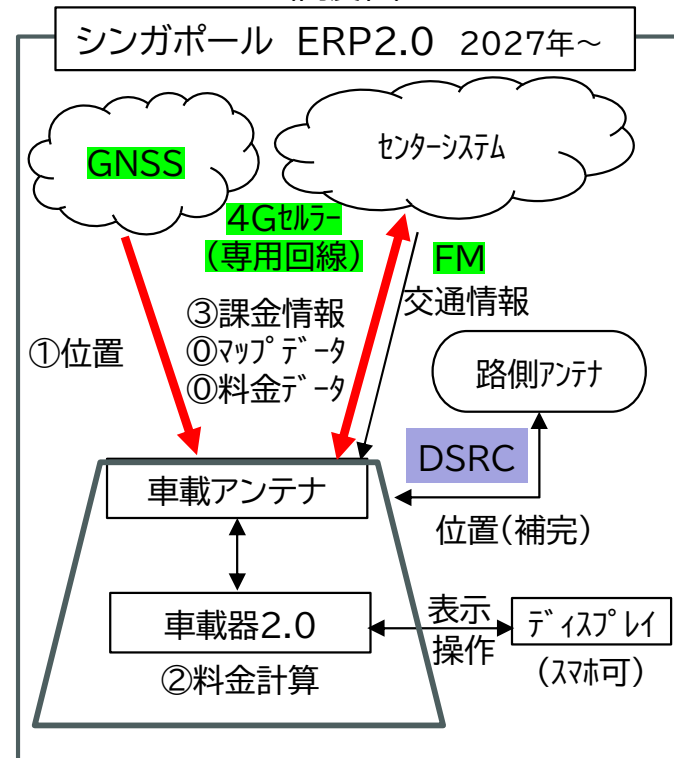 シンガポール ERP2.0 2027年～
GNSS
センターシステム
4Gｾﾙﾗｰ
(専用回線)
FM
交通情報
③課金情報
⓪ﾏｯﾌﾟﾃﾞｰﾀ
⓪料金ﾃﾞｰﾀ
①位置
路側ｱﾝﾃﾅ
DSRC
車載アンテナ
位置(補完)
車載器2.0
表示
操作
ﾃﾞｨｽﾌﾟﾚｲ
(ｽﾏﾎ可)
②料金計算